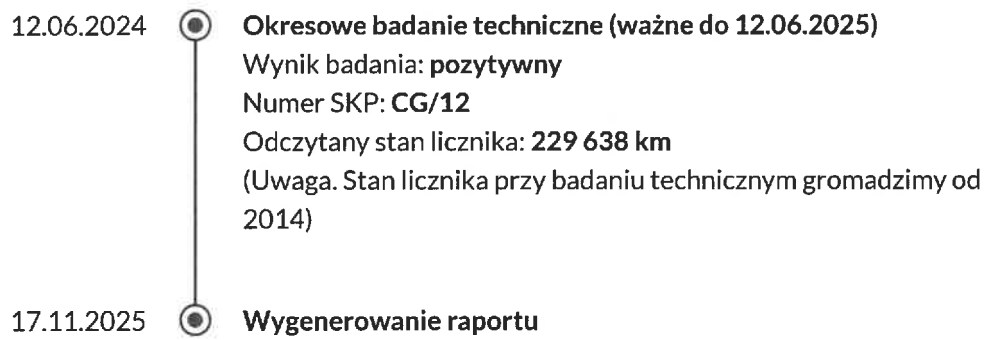 12.06.2024 Okresowe badanie techniczne (ważne do 12.06.2025)
Wynik badania: pozytywny
Numer SKP: CG/12
Odczytany stan licznika: 229 638 km
(Uwaga. Stan licznika przy badaniu technicznym gromadzimy od
2014)
17.11.2025 Wygenerowanie raportu